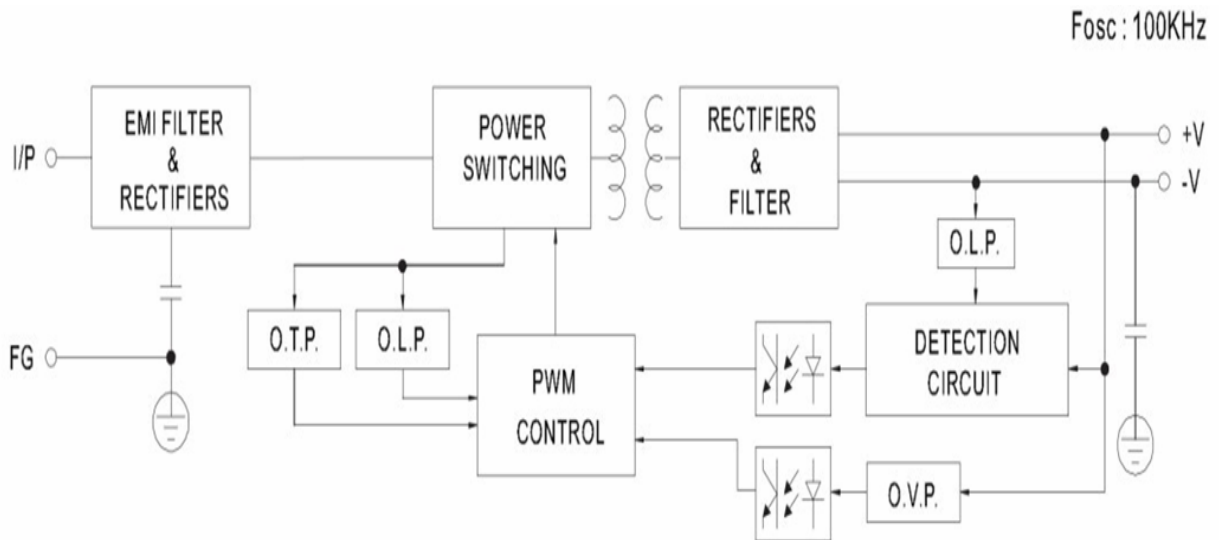 Fosc : 100KHz
I/P
EMI FILTER
&
RECTIFIERS
POWER
SWITCHING
RECTIFIERS
&
FILTER
+V
-V
O.L.P.
FG
O.T.P.
O.L.P.
PWM
CONTROL
DETECTION
CIRCUIT
O.V.P.